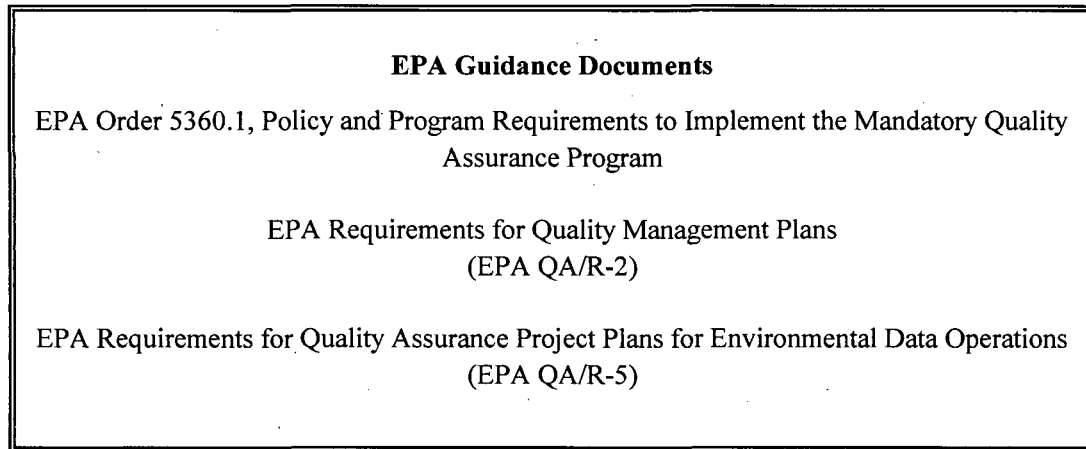 EPA Guidance Documents
EPA Order 5360.1, Policy and Program Requirements to Implement the Mandatory Quality
Assurance Program
EPA Requirements for Quality Management Plans
(EPA QA/R-2)
EPA Requirements for Quality Assurance Project Plans for Environmental Data Operations
(EPA QA/R-5)